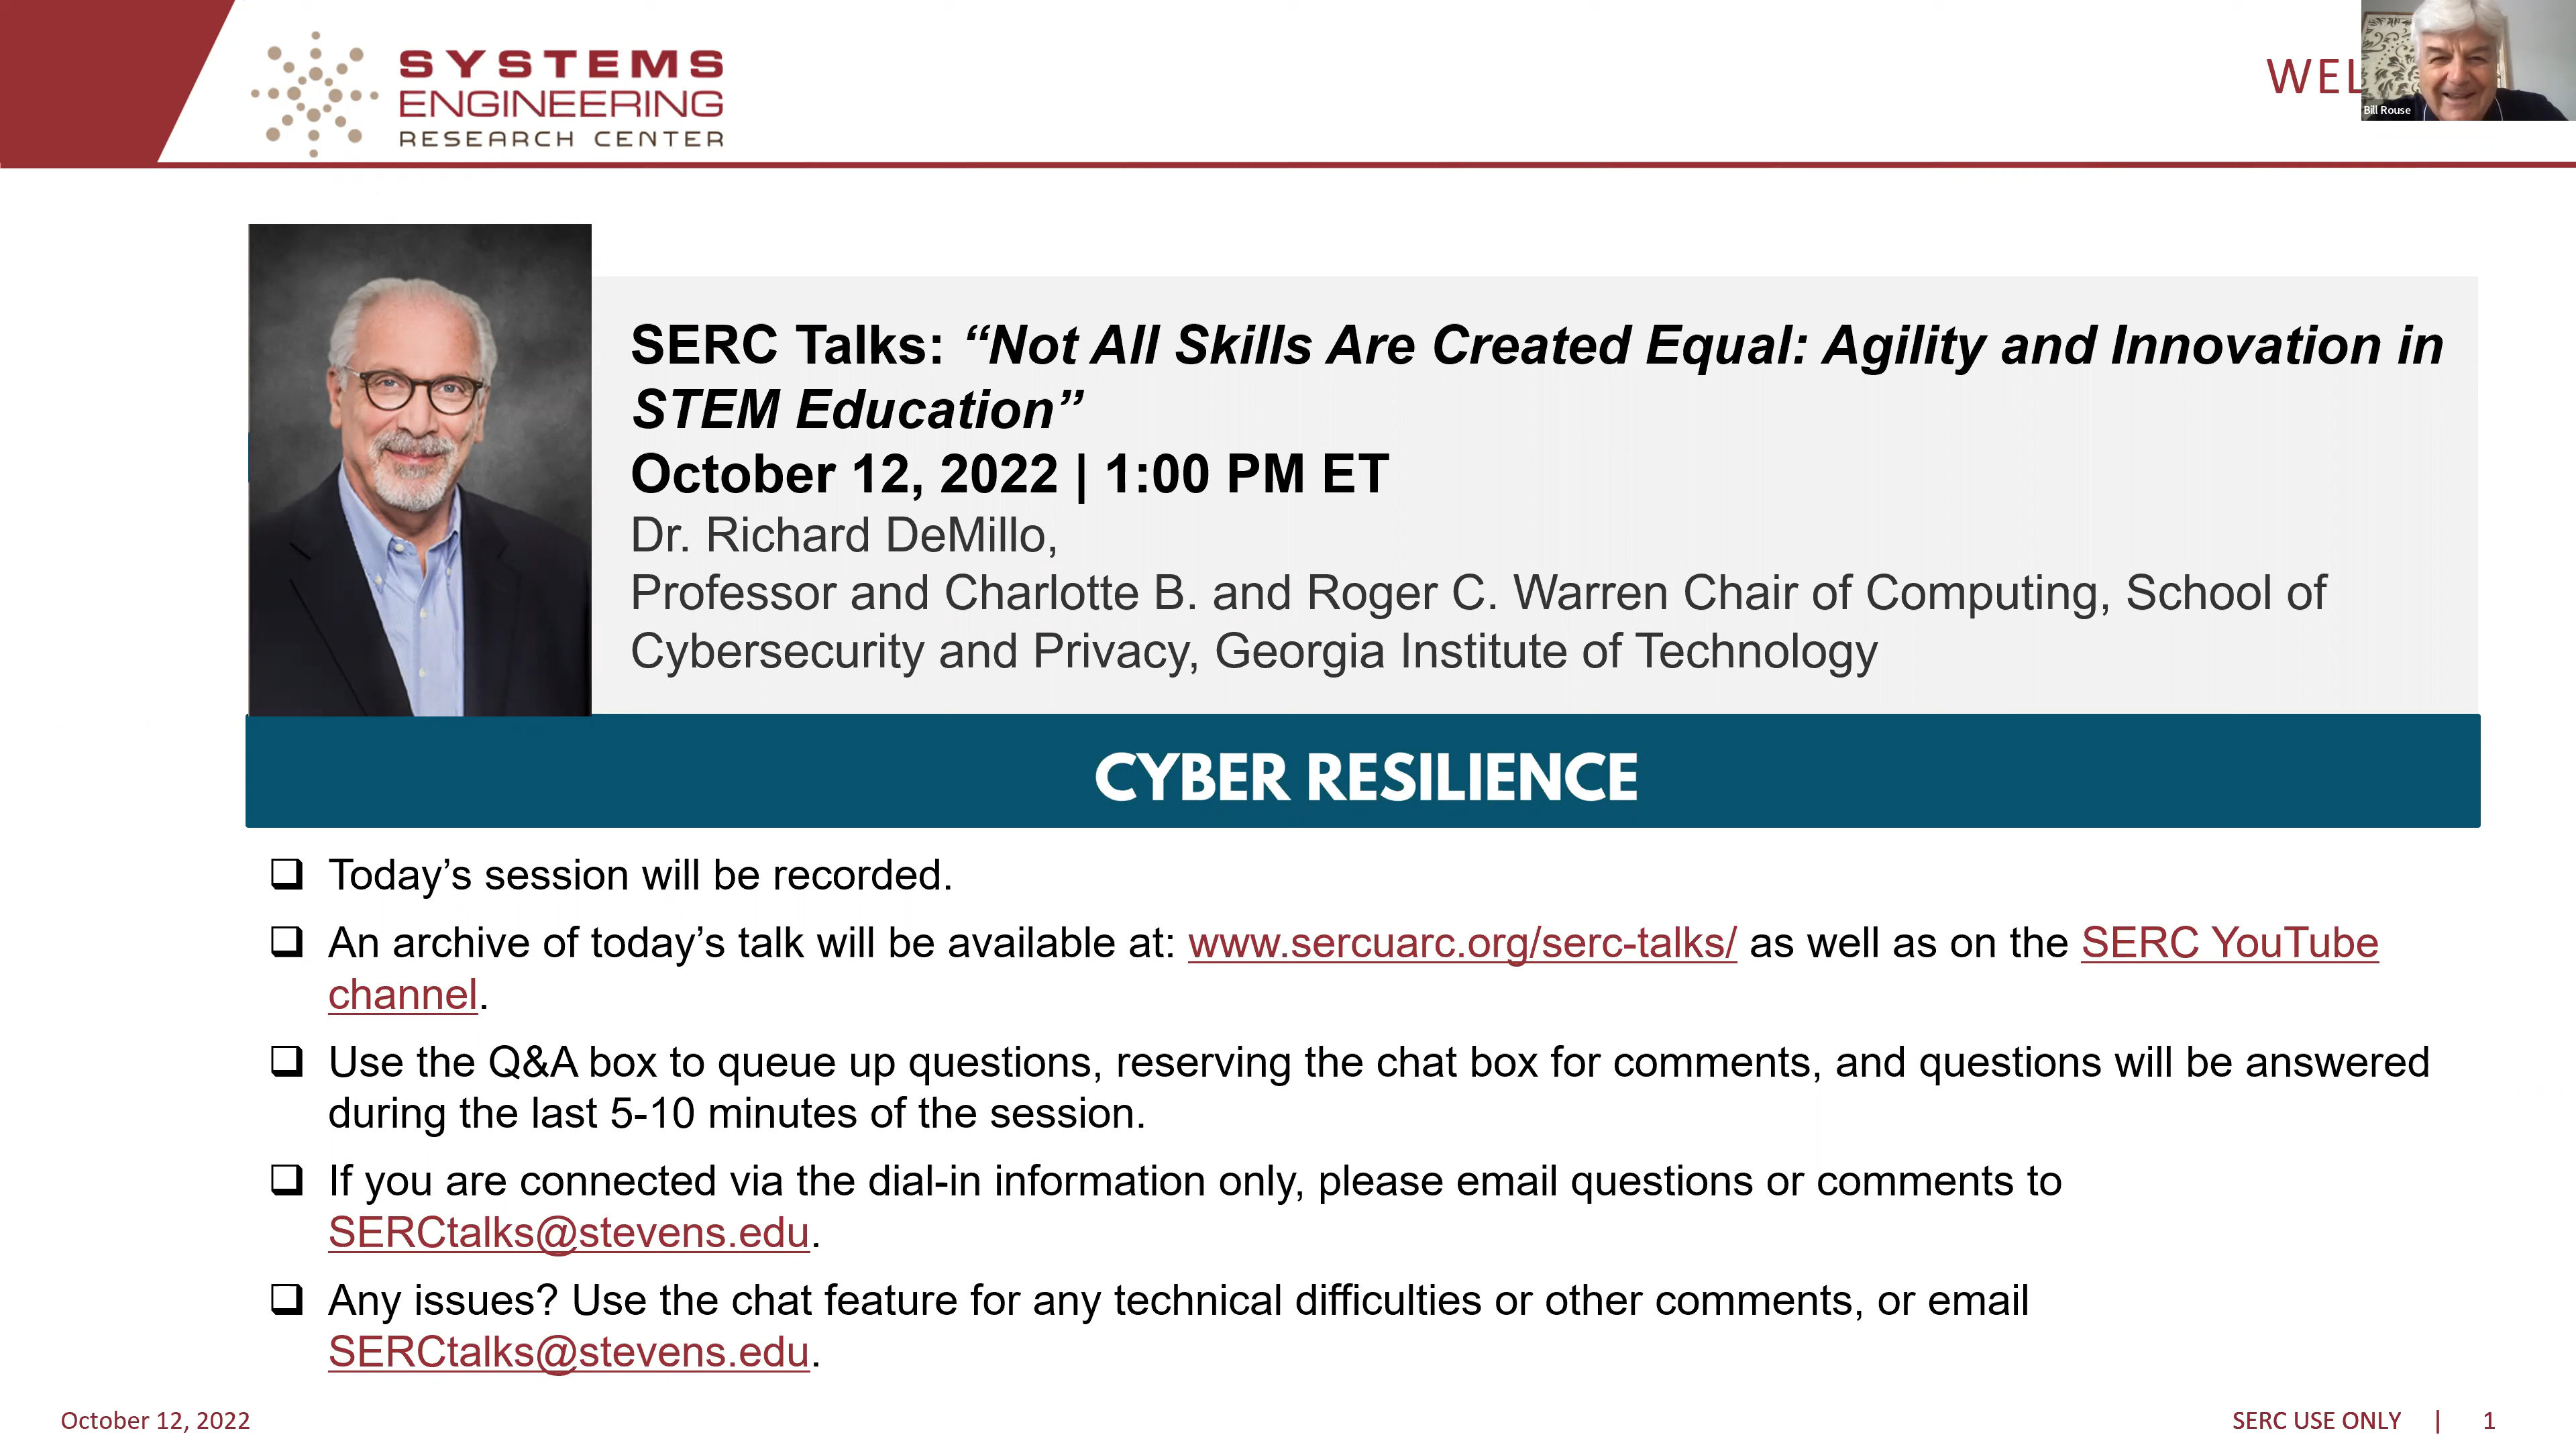 SYSTEMS
ENGINEERING
RESEARCH CENTER
WEL
Bill Rouse
SERC Talks: “Not All Skills Are Created Equal: Agility and Innovation in
STEM Education”
October 12, 2022 | 1:00 PM ET
Dr. Richard DeMillo,
Professor and Charlotte B. and Roger C. Warren Chair of Computing, School of
Cybersecurity and Privacy, Georgia Institute of Technology
CYBER RESILIENCE
❑ Today’s session will be recorded.
❑ An archive of today’s talk will be available at: www.sercuarc.org/serc-talks/ as well as on the SERC YouTube
channel.
❑ Use the Q&A box to queue up questions, reserving the chat box for comments, and questions will be answered
during the last 5-10 minutes of the session.
❑ If you are connected via the dial-in information only, please email questions or comments to
SERCtalks@stevens.edu.
❑ Any issues? Use the chat feature for any technical difficulties or other comments, or email
SERCtalks@stevens.edu.
October 12, 2022
SERC USE ONLY | 1